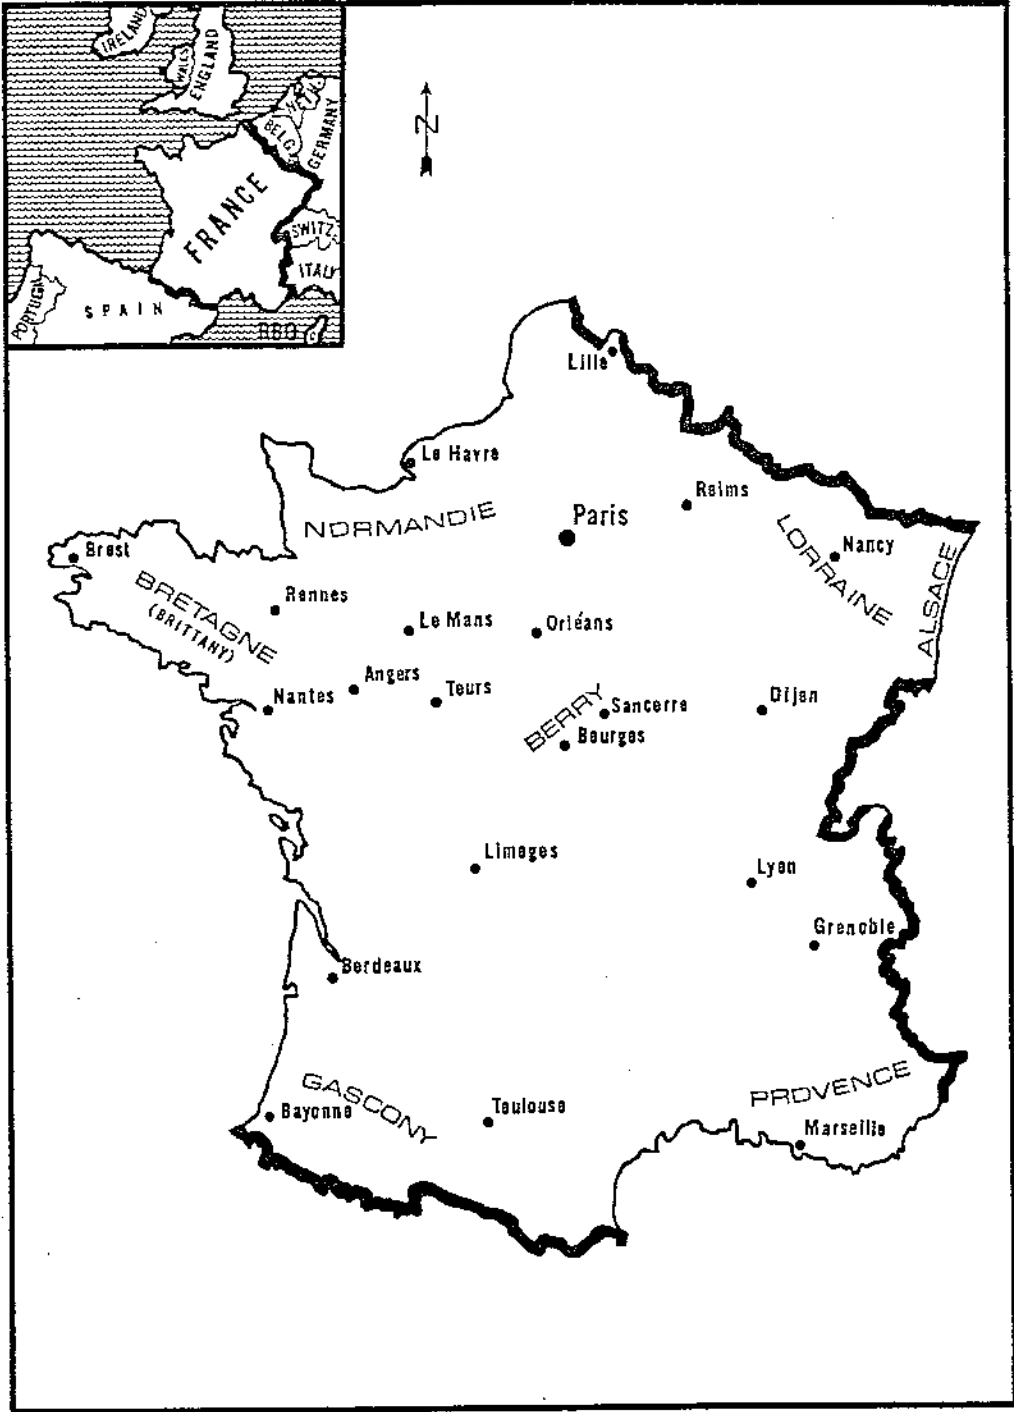 IRELAND
WALES
ENGLAND
BELG
GERMANY
FRANCE
SWITZ.
ITALY
PORTUGAL
SPAIN
RBO
C
N
Lille
Le Havre
Reims
Paris
NORMANDIE
LORRAINE
Nancy
ALSACE
Brest
BRETAGNE
(BRITTANY)
Rennes
Le Mans
Orléans
Angers
Nantes
Tours
BERRY
Sancerre
Dijon
Bourges
Limoges
Lyon
Grenoble
Bordeaux
GASCONY
Bayonne
Toulouse
PROVENCE
Marseille